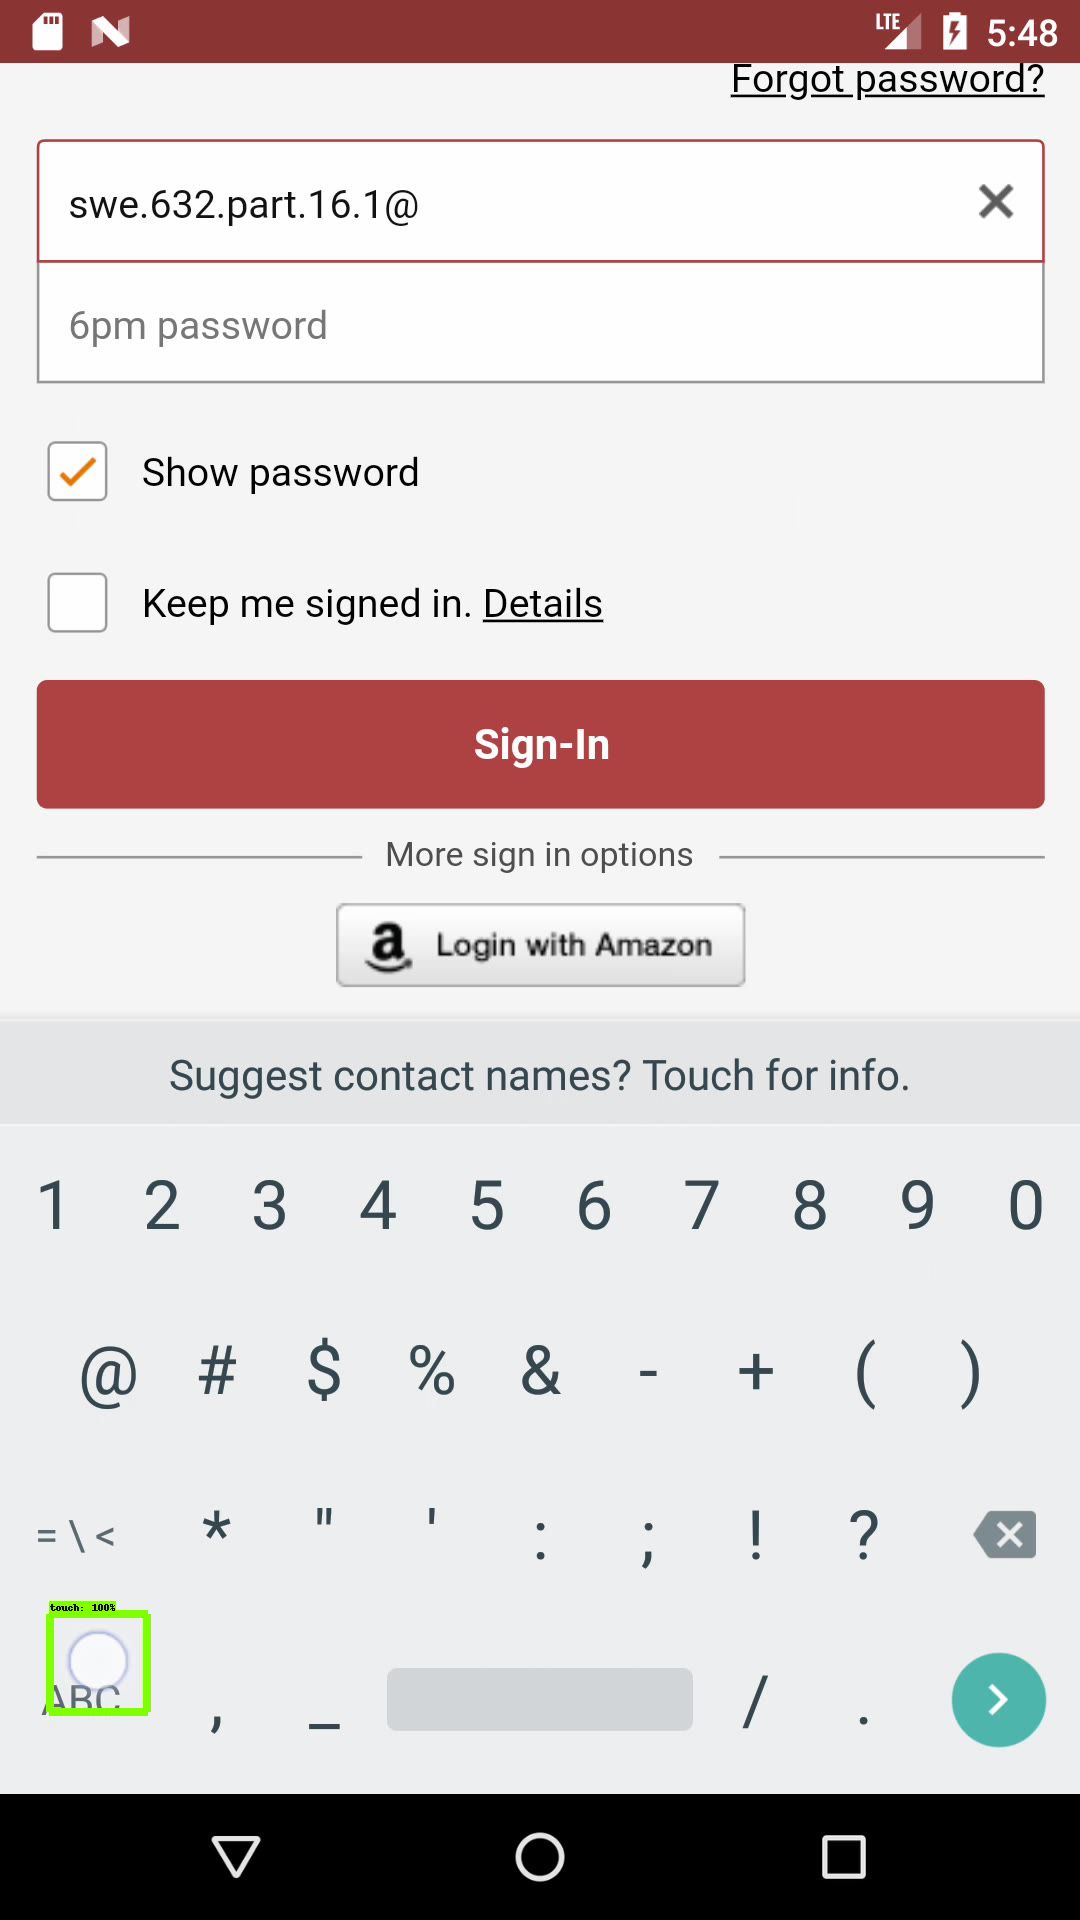 LTE 5:48
Forgot password?
swe.632.part.16.1@
6pm password
Show password
Keep me signed in. Details
Sign-In
More sign in options
a Login with Amazon
Suggest contact names? Touch for info.
1 2 3 4 5 6 7 8 9 0
@ # $ % & - + ( )
= \ < * " ' : ; ! ?
touch: 100%
ABC , _ / .